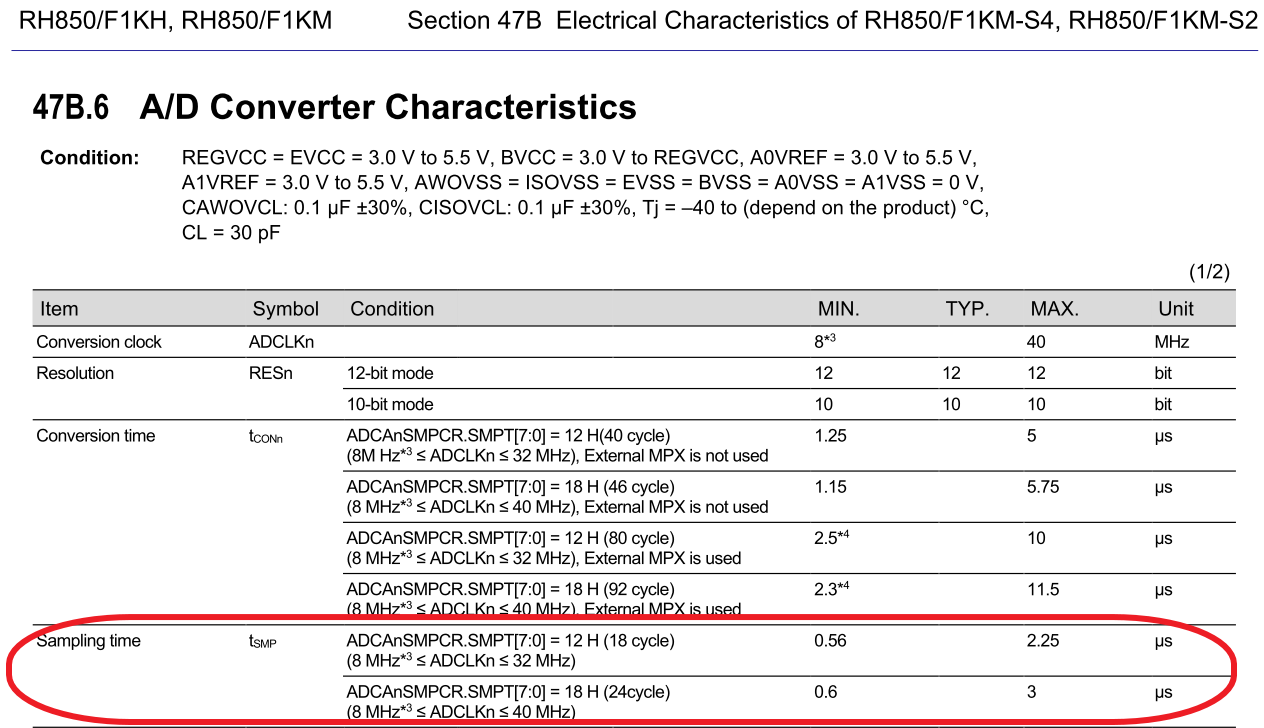 RH850/F1KH, RH850/F1KM Section 47B Electrical Characteristics of RH850/F1KM-S4, RH850/F1KM-S2
47B.6 A/D Converter Characteristics
Condition: REGVCC = EVCC = 3.0 V to 5.5 V, BVCC = 3.0 V to REGVCC, A0VREF = 3.0 V to 5.5 V,
A1VREF = 3.0 V to 5.5 V, AWOVSS = ISOVSS = EVSS = BVSS = A0VSS = A1VSS = 0 V,
CAWOVCL: 0.1 µF ±30%, CISOVCL: 0.1 µF ±30%, Tj = –40 to (depend on the product) °C,
CL = 30 pF
(1/2)
Item Symbol Condition MIN. TYP. MAX. Unit
Conversion clock ADCLKn 8*3 40 MHz
Resolution RESn 12-bit mode 12 12 12 bit
10-bit mode 10 10 10 bit
Conversion time tCONn ADCAnSMPCR.SMPT[7:0] = 12 H(40 cycle) 1.25 5 µs
(8M Hz*3 ≤ ADCLKn ≤ 32 MHz), External MPX is not used
ADCAnSMPCR.SMPT[7:0] = 18 H (46 cycle) 1.15 5.75 µs
(8 MHz*3 ≤ ADCLKn ≤ 40 MHz), External MPX is not used
ADCAnSMPCR.SMPT[7:0] = 12 H (80 cycle) 2.5*4 10 µs
(8 MHz*3 ≤ ADCLKn ≤ 32 MHz), External MPX is used
ADCAnSMPCR.SMPT[7:0] = 18 H (92 cycle) 2.3*4 11.5 µs
(8 MHz*3 ≤ ADCLKn ≤ 40 MHz), External MPX is used
Sampling time tSMP ADCAnSMPCR.SMPT[7:0] = 12 H (18 cycle) 0.56 2.25 µs
(8 MHz*3 ≤ ADCLKn ≤ 32 MHz)
ADCAnSMPCR.SMPT[7:0] = 18 H (24cycle) 0.6 3 µs
(8 MHz*3 ≤ ADCLKn ≤ 40 MHz)